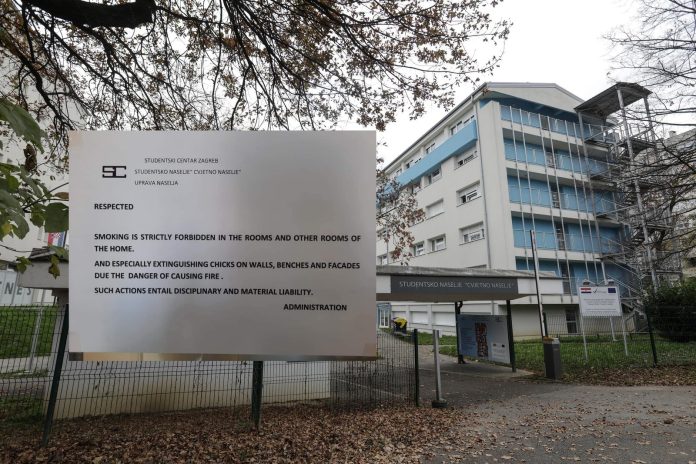 SC
STUDENTSKI CENTAR ZAGREB
STUDENTSKO NASELJE" CVJETNO NASELJE"
UPRAVA NASELJA
RESPECTED
SMOKING IS STRICTLY FORBIDDEN IN THE ROOMS AND OTHER ROOMS OF
THE HOME.
AND ESPECIALLY EXTINGUISHING CHICKS ON WALLS, BENCHES AND FACADES
DUE THE DANGER OF CAUSING FIRE .
SUCH ACTIONS ENTAIL DISCIPLINARY AND MATERIAL LIABILITY.
ADMINISTRATION
STUDENTSKO NASELJE "CVJETNO NASELJE"